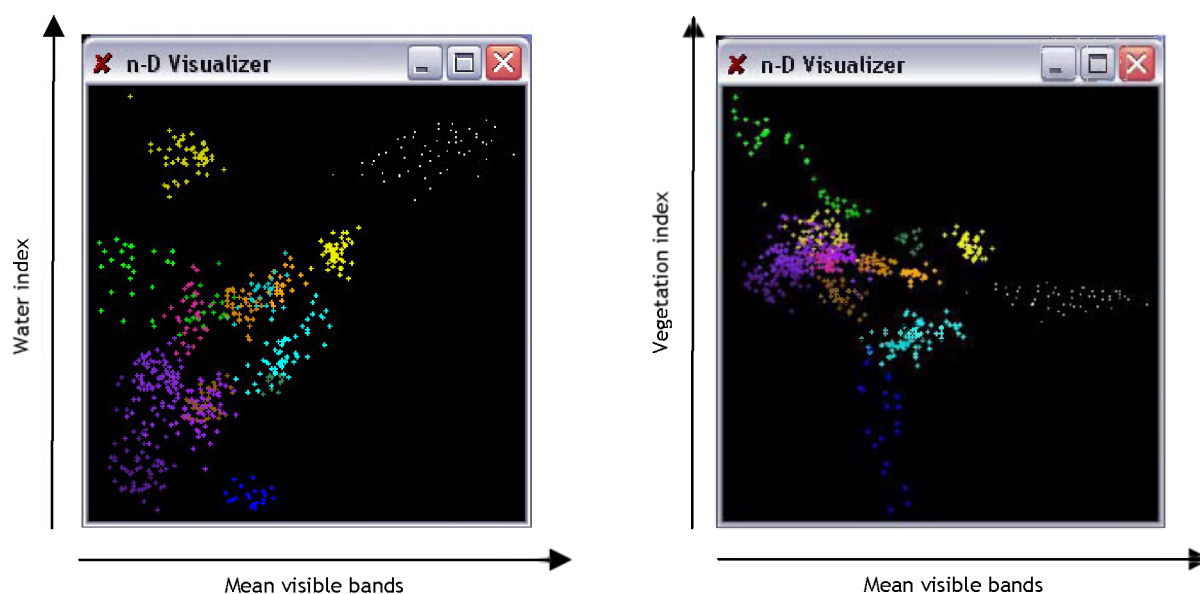 n-D Visualizer
Water index
Mean visible bands
n-D Visualizer
Vegetation index
Mean visible bands